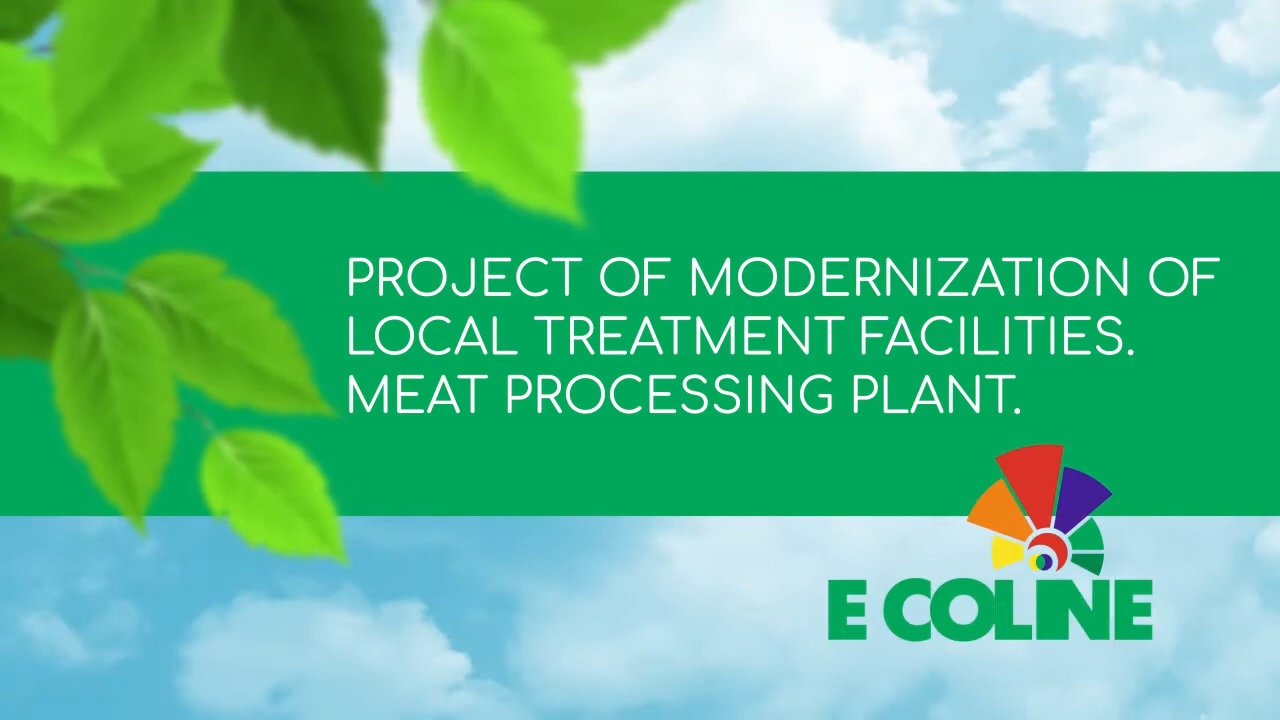 PROJECT OF MODERNIZATION OF
LOCAL TREATMENT FACILITIES.
MEAT PROCESSING PLANT.
E COLINE